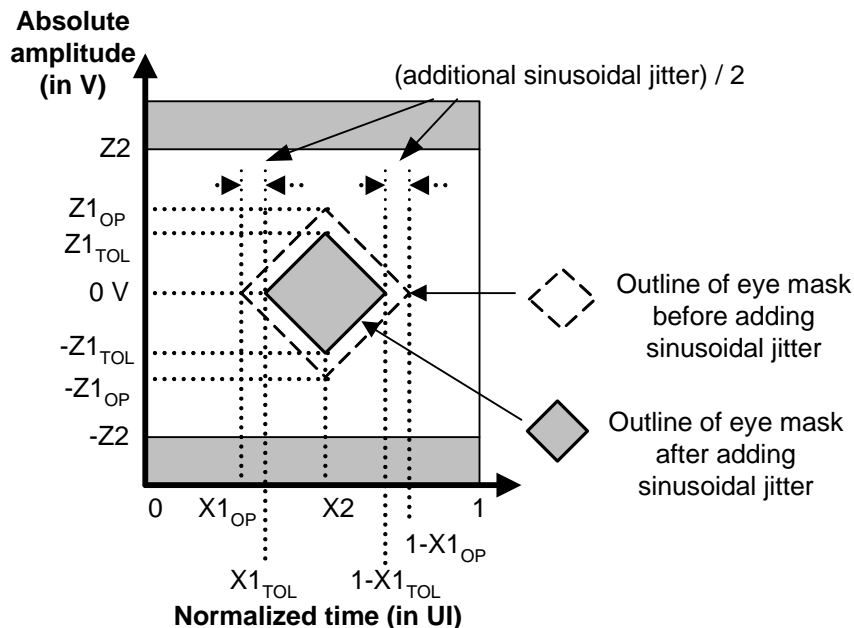 Absolute
amplitude
(in V)
(additional sinusoidal jitter) / 2
Z2
Z1OP
Z1TOL
0 V
-Z1TOL
-Z1OP
-Z2
Outline of eye mask
before adding
sinusoidal jitter
Outline of eye mask
after adding
sinusoidal jitter
0 X1OP X2 1
1-X1OP
X1TOL 1-X1TOL
Normalized time (in UI)